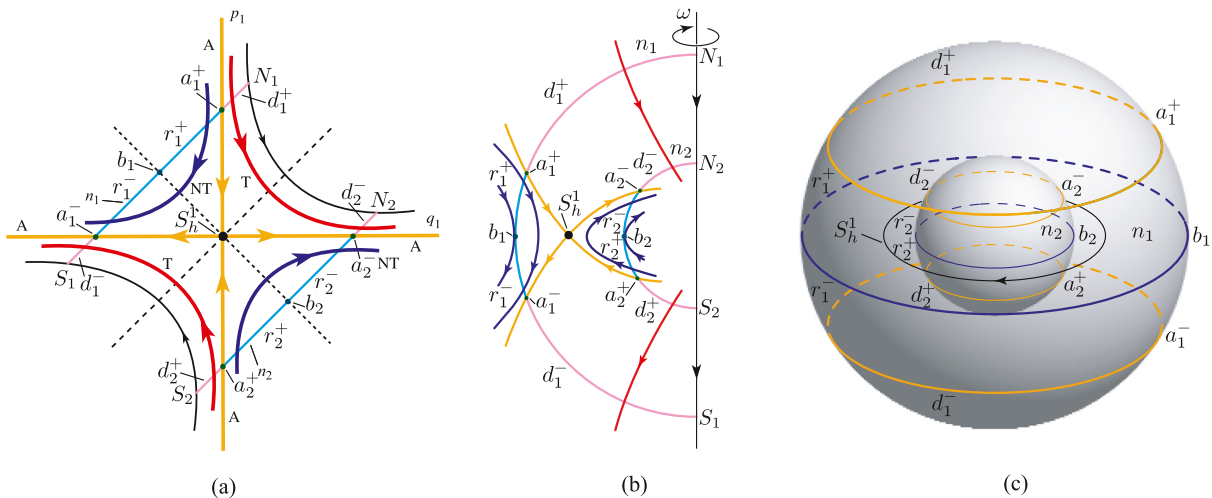 p₁
A
a₁⁺ N₁
d₁⁺
r₁⁺
b₁
r₁⁻
n₁
NT
T
S_h¹
d₂⁻
N₂
A
a₁⁻
q₁
A
a₂⁻ NT
S₁
d₁⁻
T
r₂⁻
b₂
r₂⁺
d₂⁺
S₂
a₂⁺
n₂
A
(a)
ω
n₁
N₁
d₁⁺
n₂
N₂
d₂⁻
a₁⁺
a₂⁻
r₁⁺
S_h¹
r₂⁻
b₁
b₂
r₂⁺
r₁⁻
a₁⁻
a₂⁺
d₂⁺
S₂
d₁⁻
S₁
(b)
d₁⁺
a₁⁺
r₁⁺
d₂⁻
a₂⁻
r₂⁻
n₂
b₂
n₁
b₁
S_h¹
r₂⁺
r₁⁻
d₂⁺
a₂⁺
a₁⁻
d₁⁻
(c)